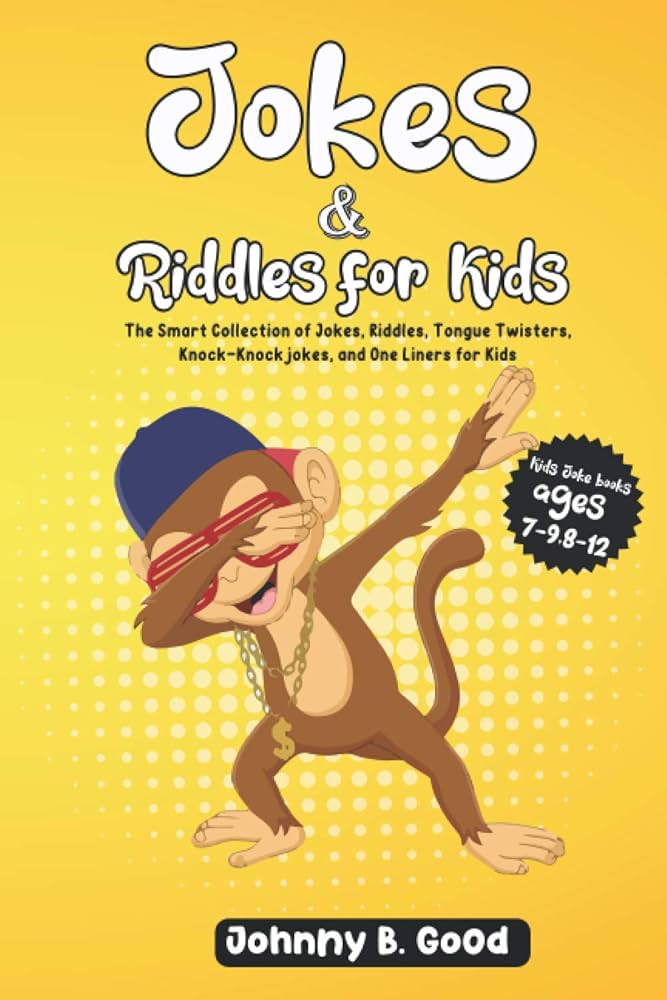 Jokes
&
Riddles for Kids
The Smart Collection of Jokes, Riddles, Tongue Twisters,
Knock-Knock jokes, and One Liners for Kids
Kids Joke books
ages
7-9.8-12
$
Johnny B. Good